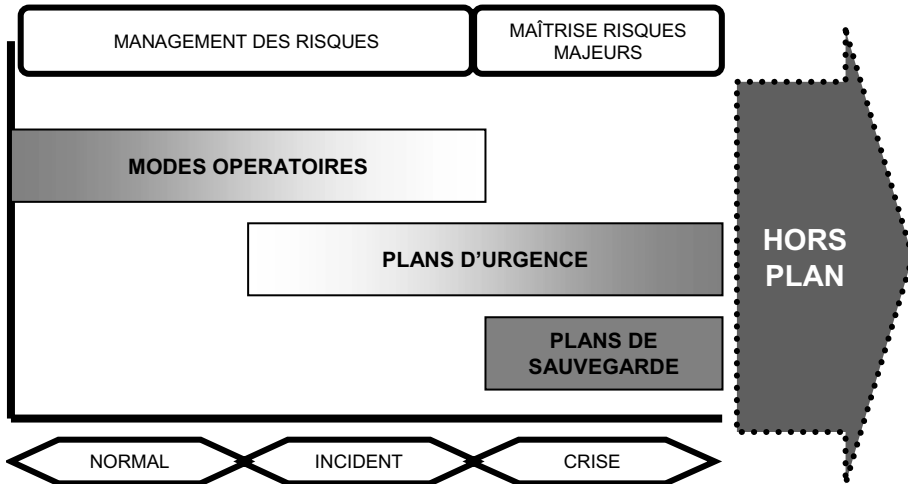 MANAGEMENT DES RISQUES
MAÎTRISE RISQUES
MAJEURS
MODES OPERATOIRES
PLANS D’URGENCE
PLANS DE
SAUVEGARDE
HORS
PLAN
NORMAL
INCIDENT
CRISE